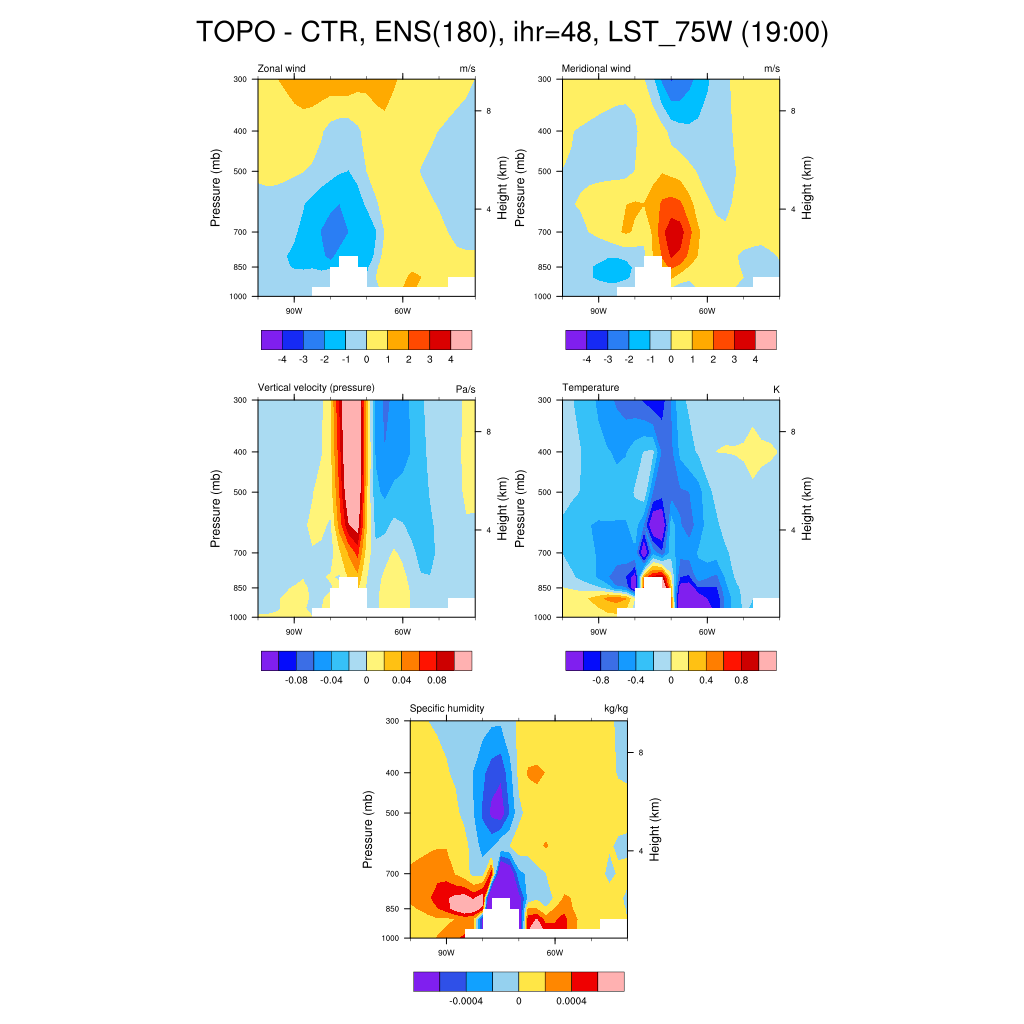 TOPO - CTR, ENS(180), ihr=48, LST_75W (19:00)
Zonal wind m/s
300
400
500
700
850
1000
Pressure (mb)
8
4
Height (km)
90W 60W
-4 -3 -2 -1 0 1 2 3 4
Meridional wind m/s
300
400
500
700
850
1000
Pressure (mb)
8
4
Height (km)
90W 60W
-4 -3 -2 -1 0 1 2 3 4
Vertical velocity (pressure) Pa/s
300
400
500
700
850
1000
Pressure (mb)
8
4
Height (km)
90W 60W
-0.08 -0.04 0 0.04 0.08
Temperature K
300
400
500
700
850
1000
Pressure (mb)
8
4
Height (km)
90W 60W
-0.8 -0.4 0 0.4 0.8
Specific humidity kg/kg
300
400
500
700
850
1000
Pressure (mb)
8
4
Height (km)
90W 60W
-0.0004 0 0.0004